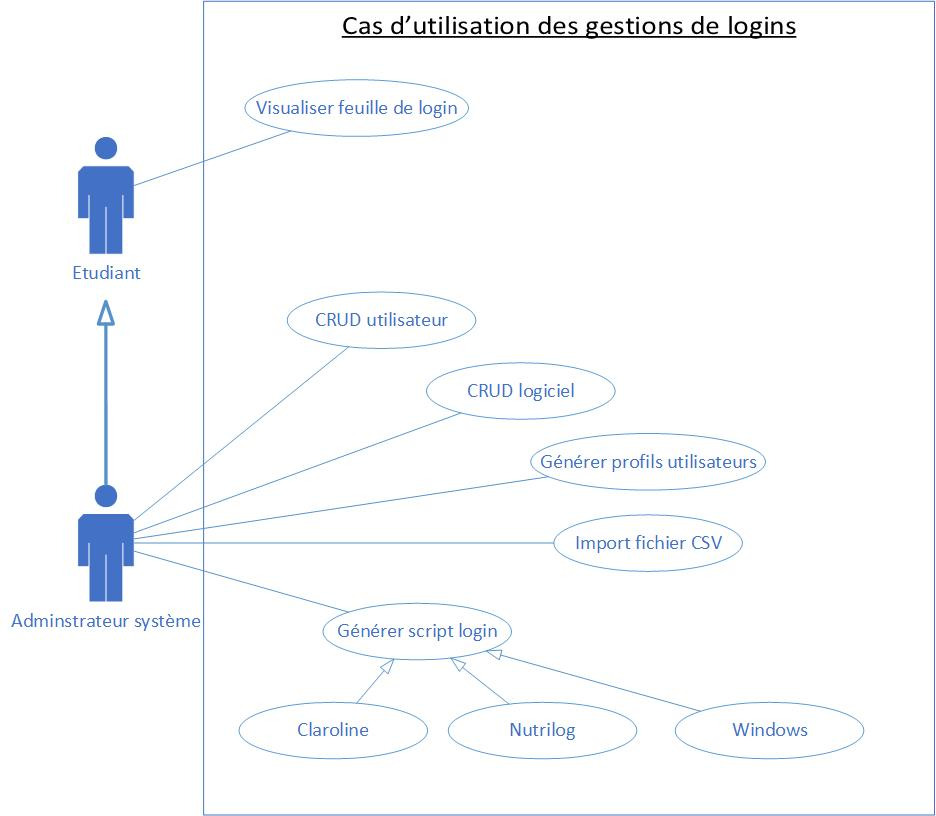 Cas d'utilisation des gestions de logins
Visualiser feuille de login
Etudiant
CRUD utilisateur
CRUD logiciel
Générer profils utilisateurs
Import fichier CSV
Adminstrateur système
Générer script login
Claroline
Nutrilog
Windows